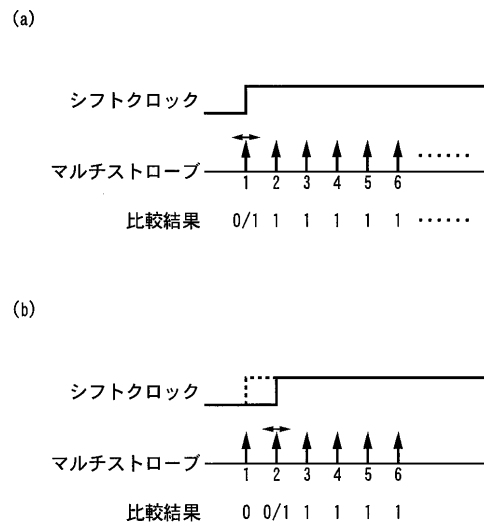 (a)
シフトクロック
マルチストローブ
1 2 3 4 5 6 ……
比較結果 0/1 1 1 1 1 1 ……
(b)
シフトクロック
マルチストローブ
1 2 3 4 5 6
比較結果 0 0/1 1 1 1 1